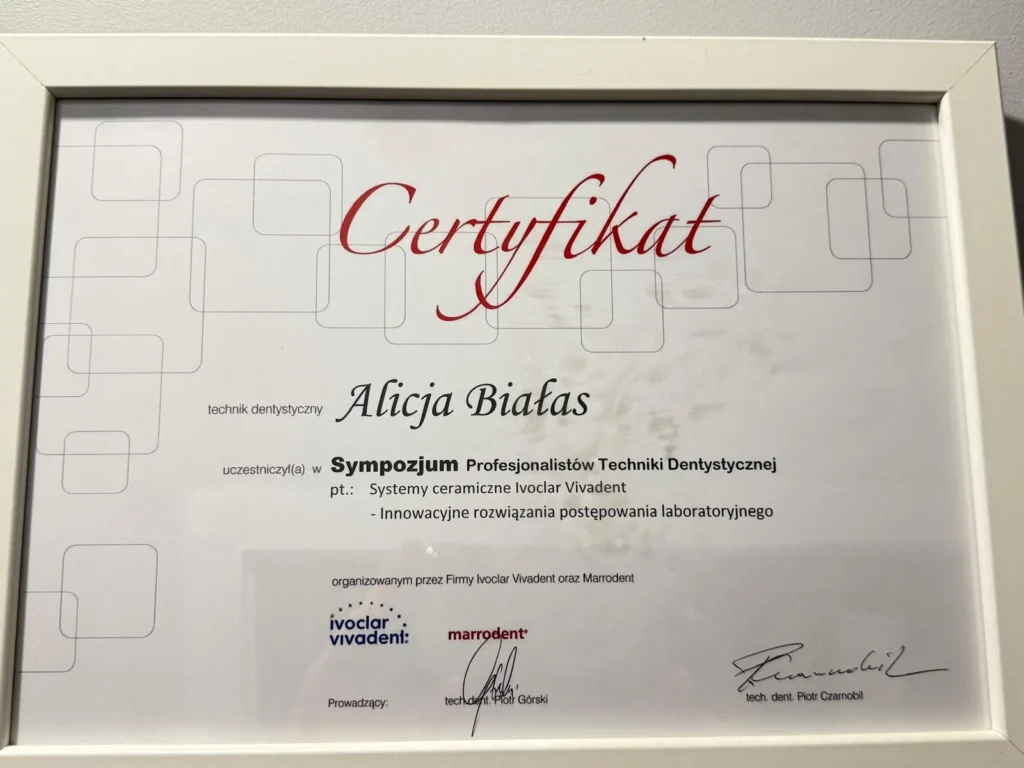 Certyfikat
technik dentystyczny Alicja Białas
uczestniczył(a) w Sympozjum Profesjonalistów Techniki Dentystycznej
pt.: Systemy ceramiczne Ivoclar Vivadent
- Innowacyjne rozwiązania postępowania laboratoryjnego
organizowanym przez Firmy Ivoclar Vivadent oraz Marrodent
ivoclar
vivadent:
marrodent
Prowadzący:
tech.dent. Piotr Górski
tech. dent. Piotr Czarnobil